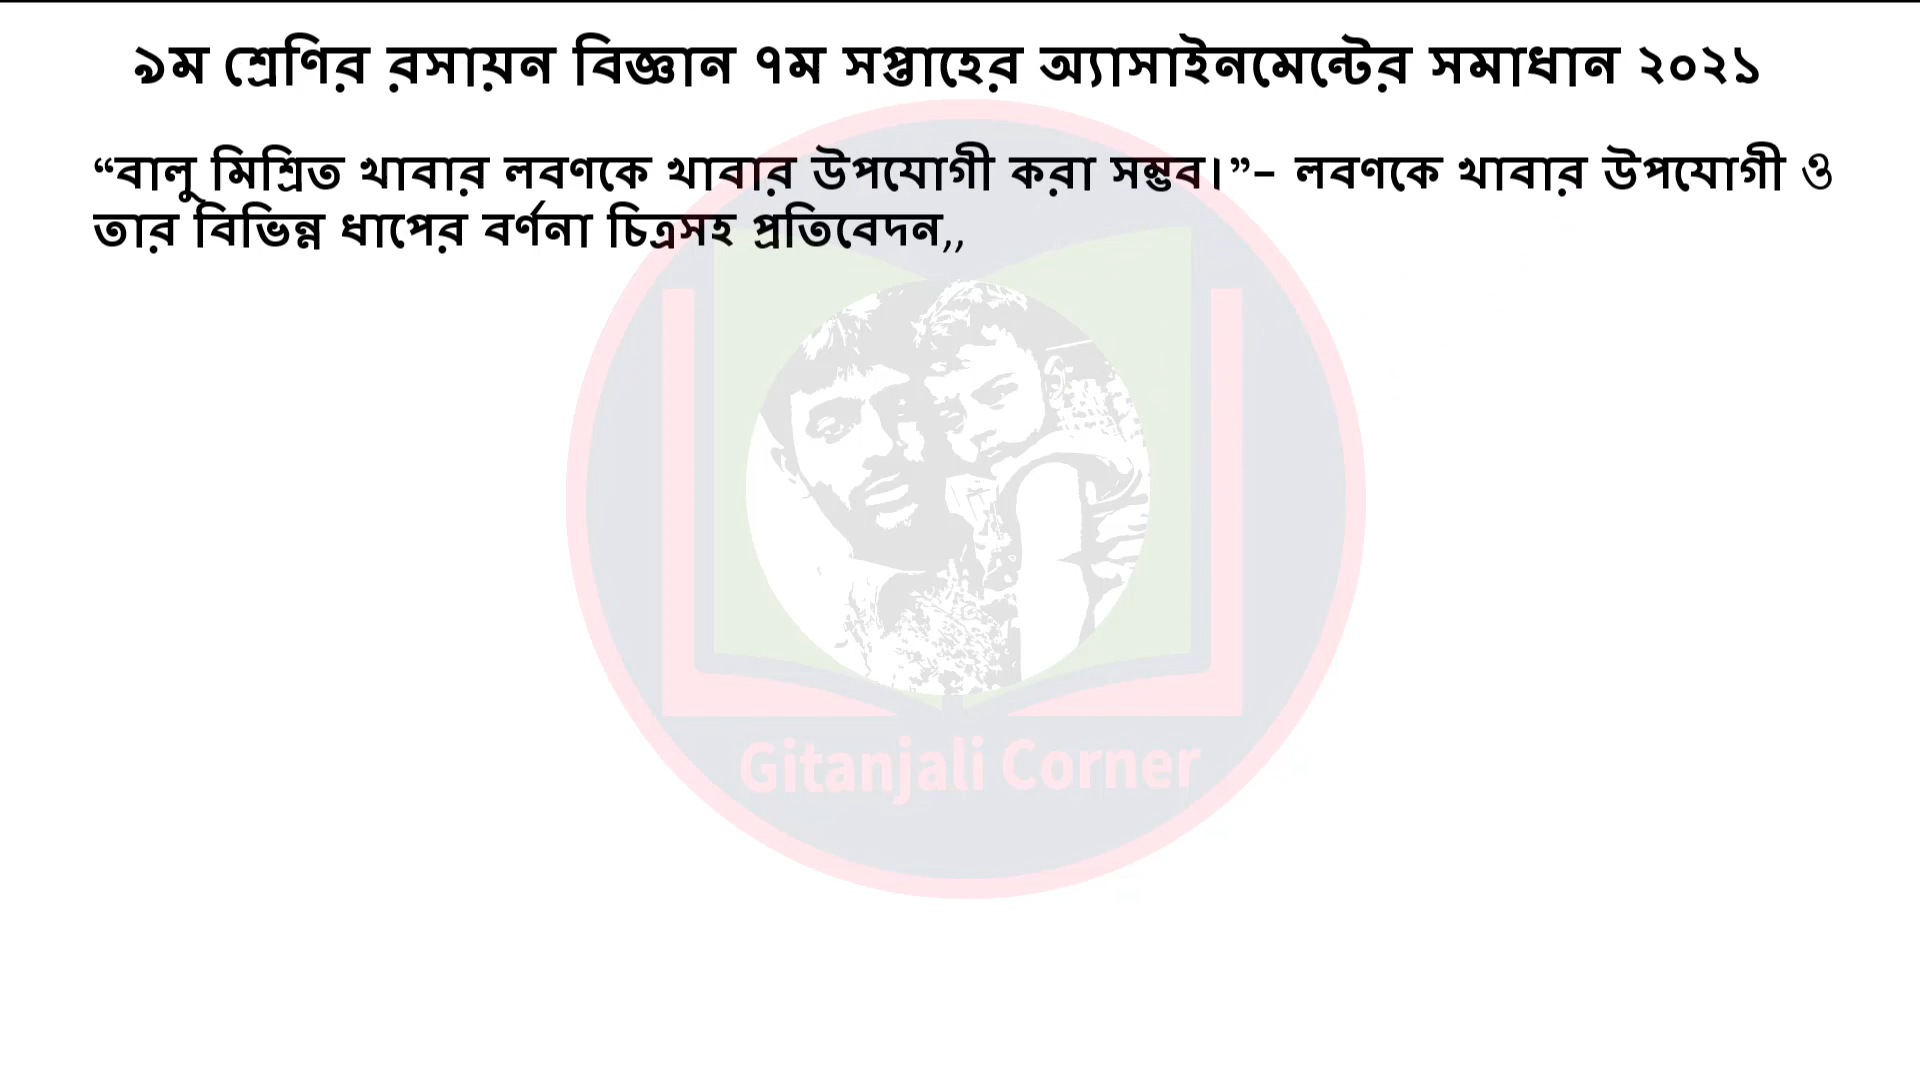 ৯ম শ্রেণির রসায়ন বিজ্ঞান ৭ম সপ্তাহের অ্যাসাইনমেন্টের সমাধান ২০২১
“বালু মিশ্রিত খাবার লবণকে খাবার উপযোগী করা সম্ভব।”– লবণকে খাবার উপযোগী ও
তার বিভিন্ন ধাপের বর্ণনা চিত্রসহ প্রতিবেদন,,
Gitanjali Corner